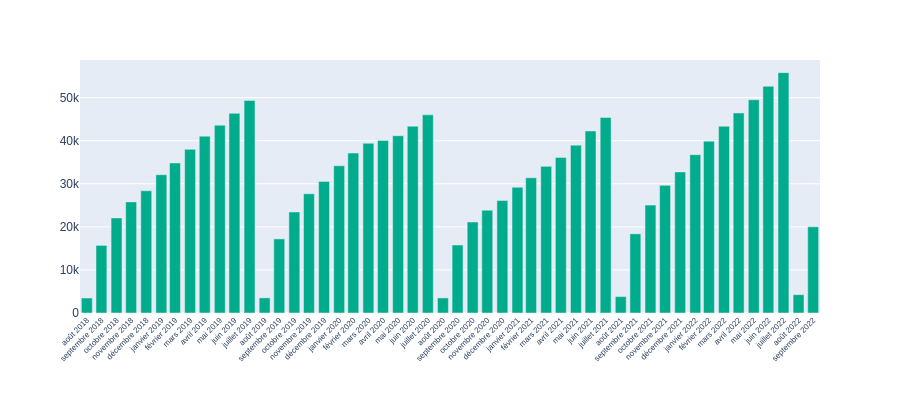 50k
40k
30k
20k
10k
0
août 2018
septembre 2018
octobre 2018
novembre 2018
décembre 2018
janvier 2019
février 2019
mars 2019
avril 2019
mai 2019
juin 2019
juillet 2019
août 2019
septembre 2019
octobre 2019
novembre 2019
décembre 2019
janvier 2020
février 2020
mars 2020
avril 2020
mai 2020
juin 2020
juillet 2020
août 2020
septembre 2020
octobre 2020
novembre 2020
décembre 2020
janvier 2021
février 2021
mars 2021
avril 2021
mai 2021
juin 2021
juillet 2021
août 2021
septembre 2021
octobre 2021
novembre 2021
décembre 2021
janvier 2022
février 2022
mars 2022
avril 2022
mai 2022
juin 2022
juillet 2022
août 2022
septembre 2022